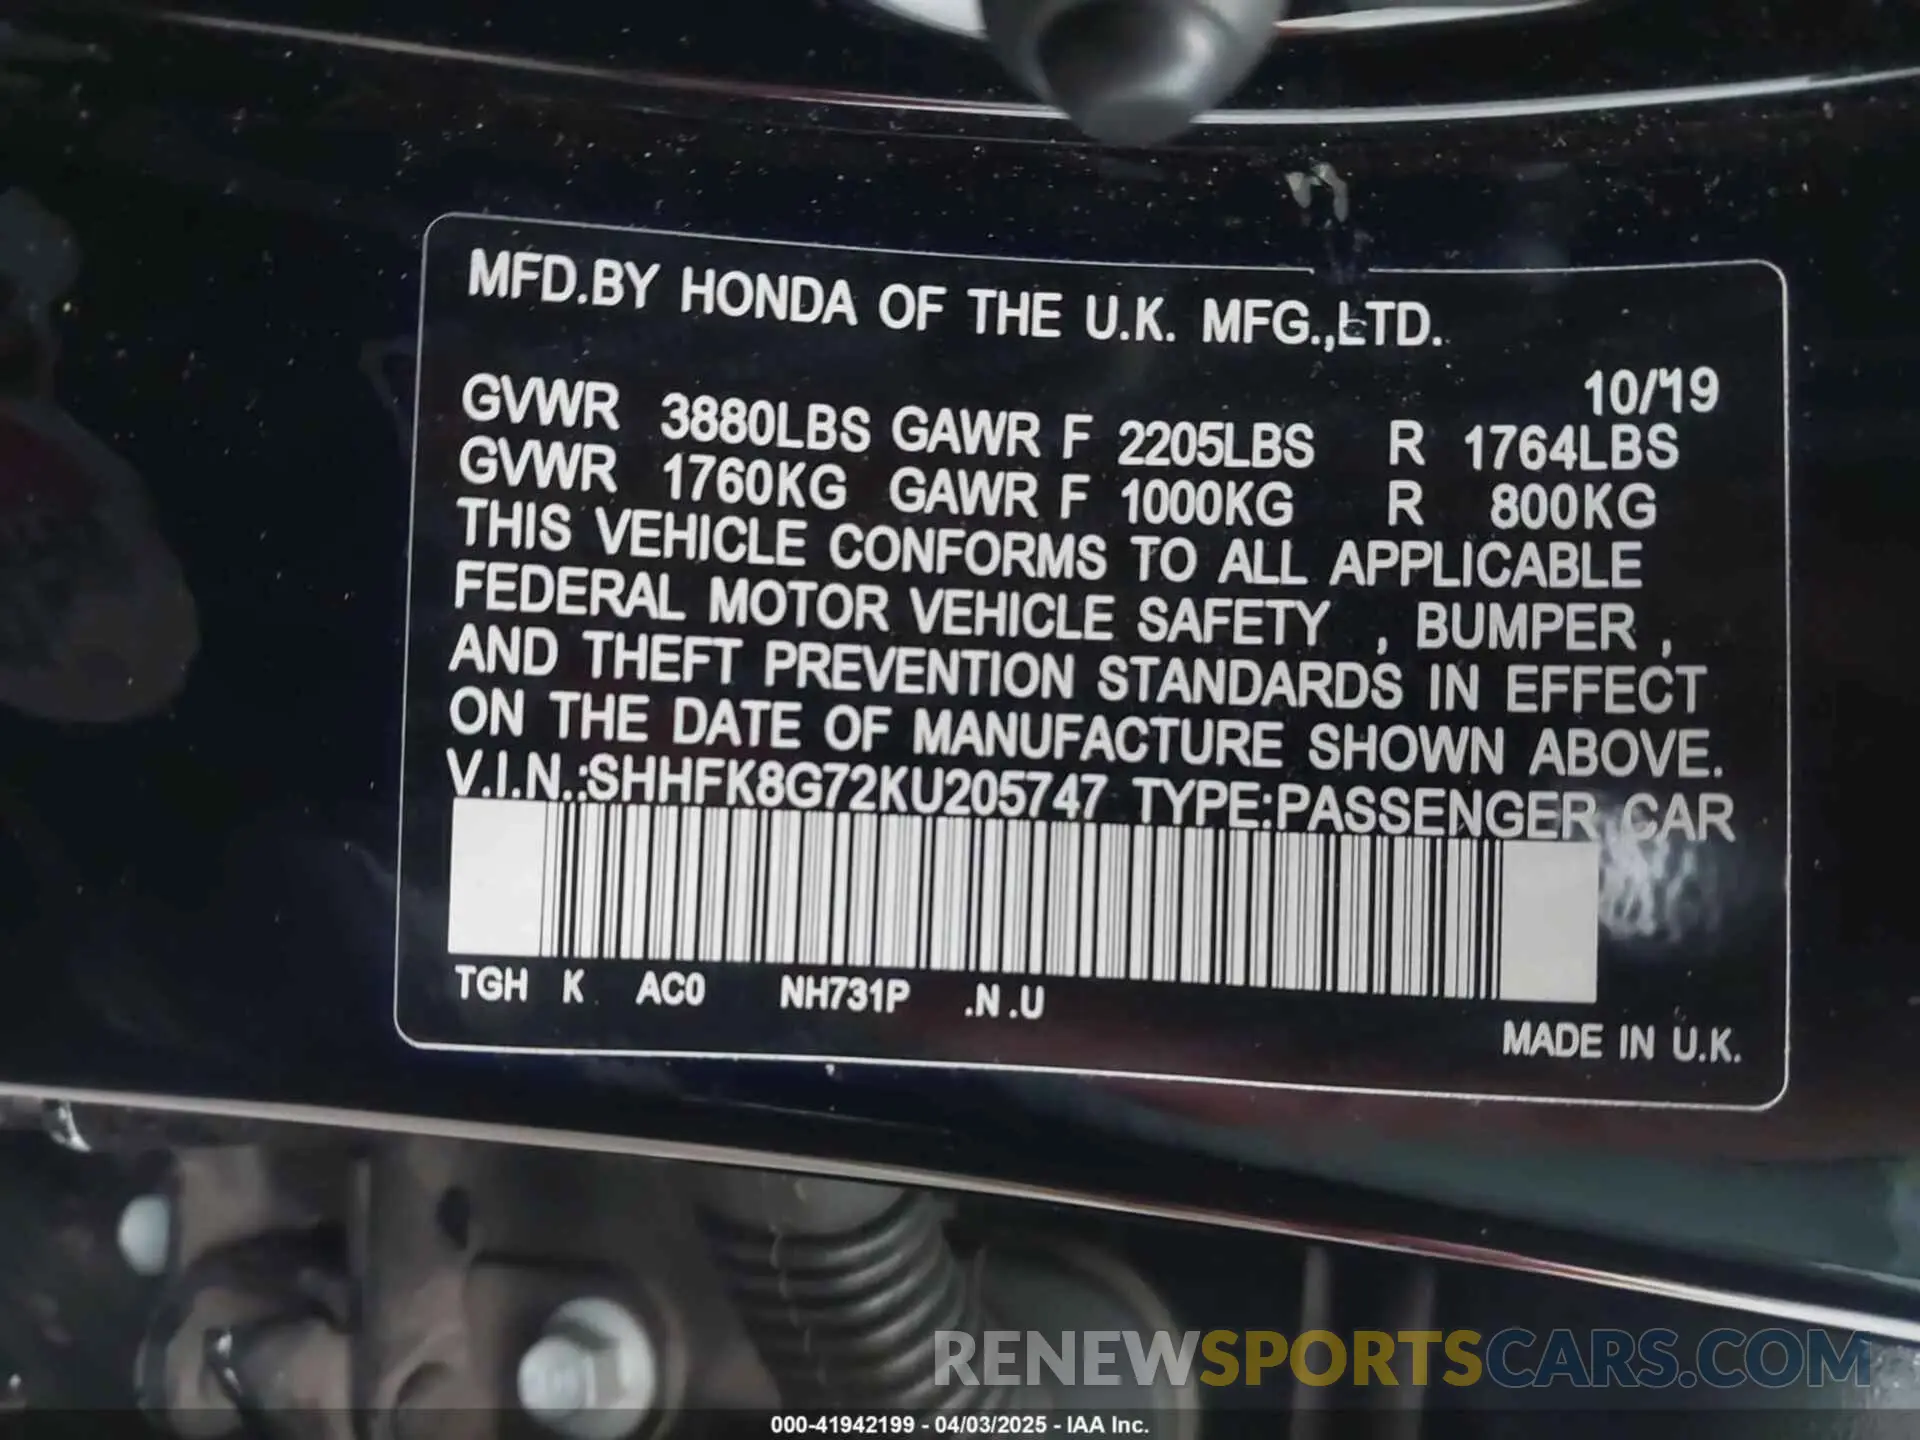 MFD.BY HONDA OF THE U.K. MFG.,LTD.
10/'19
GVWR 3880LBS GAWR F 2205LBS R 1764LBS
GVWR 1760KG GAWR F 1000KG R 800KG
THIS VEHICLE CONFORMS TO ALL APPLICABLE
FEDERAL MOTOR VEHICLE SAFETY , BUMPER ,
AND THEFT PREVENTION STANDARDS IN EFFECT
ON THE DATE OF MANUFACTURE SHOWN ABOVE.
V.I.N.:SHHFK8G72KU205747 TYPE:PASSENGER CAR
TGH K AC0 NH731P .N .U
MADE IN U.K.
RENEWSPORTSCARS.COM
000-41942199 - 04/03/2025 - IAA Inc.